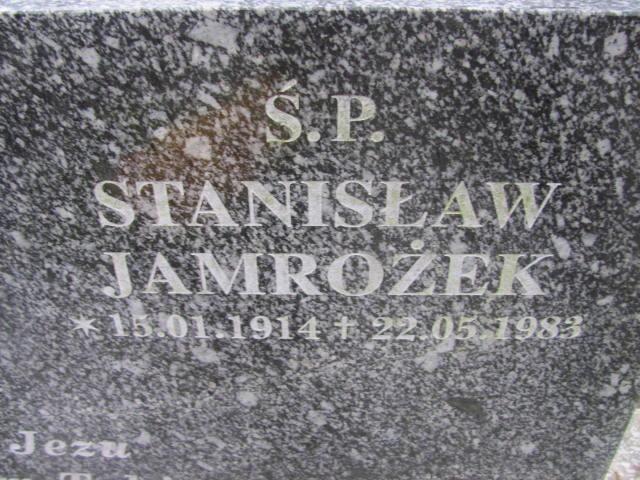 Ś.P.
STANISŁAW
JAMROŻEK
* 15.01.1914 † 22.05.1983
Jezu